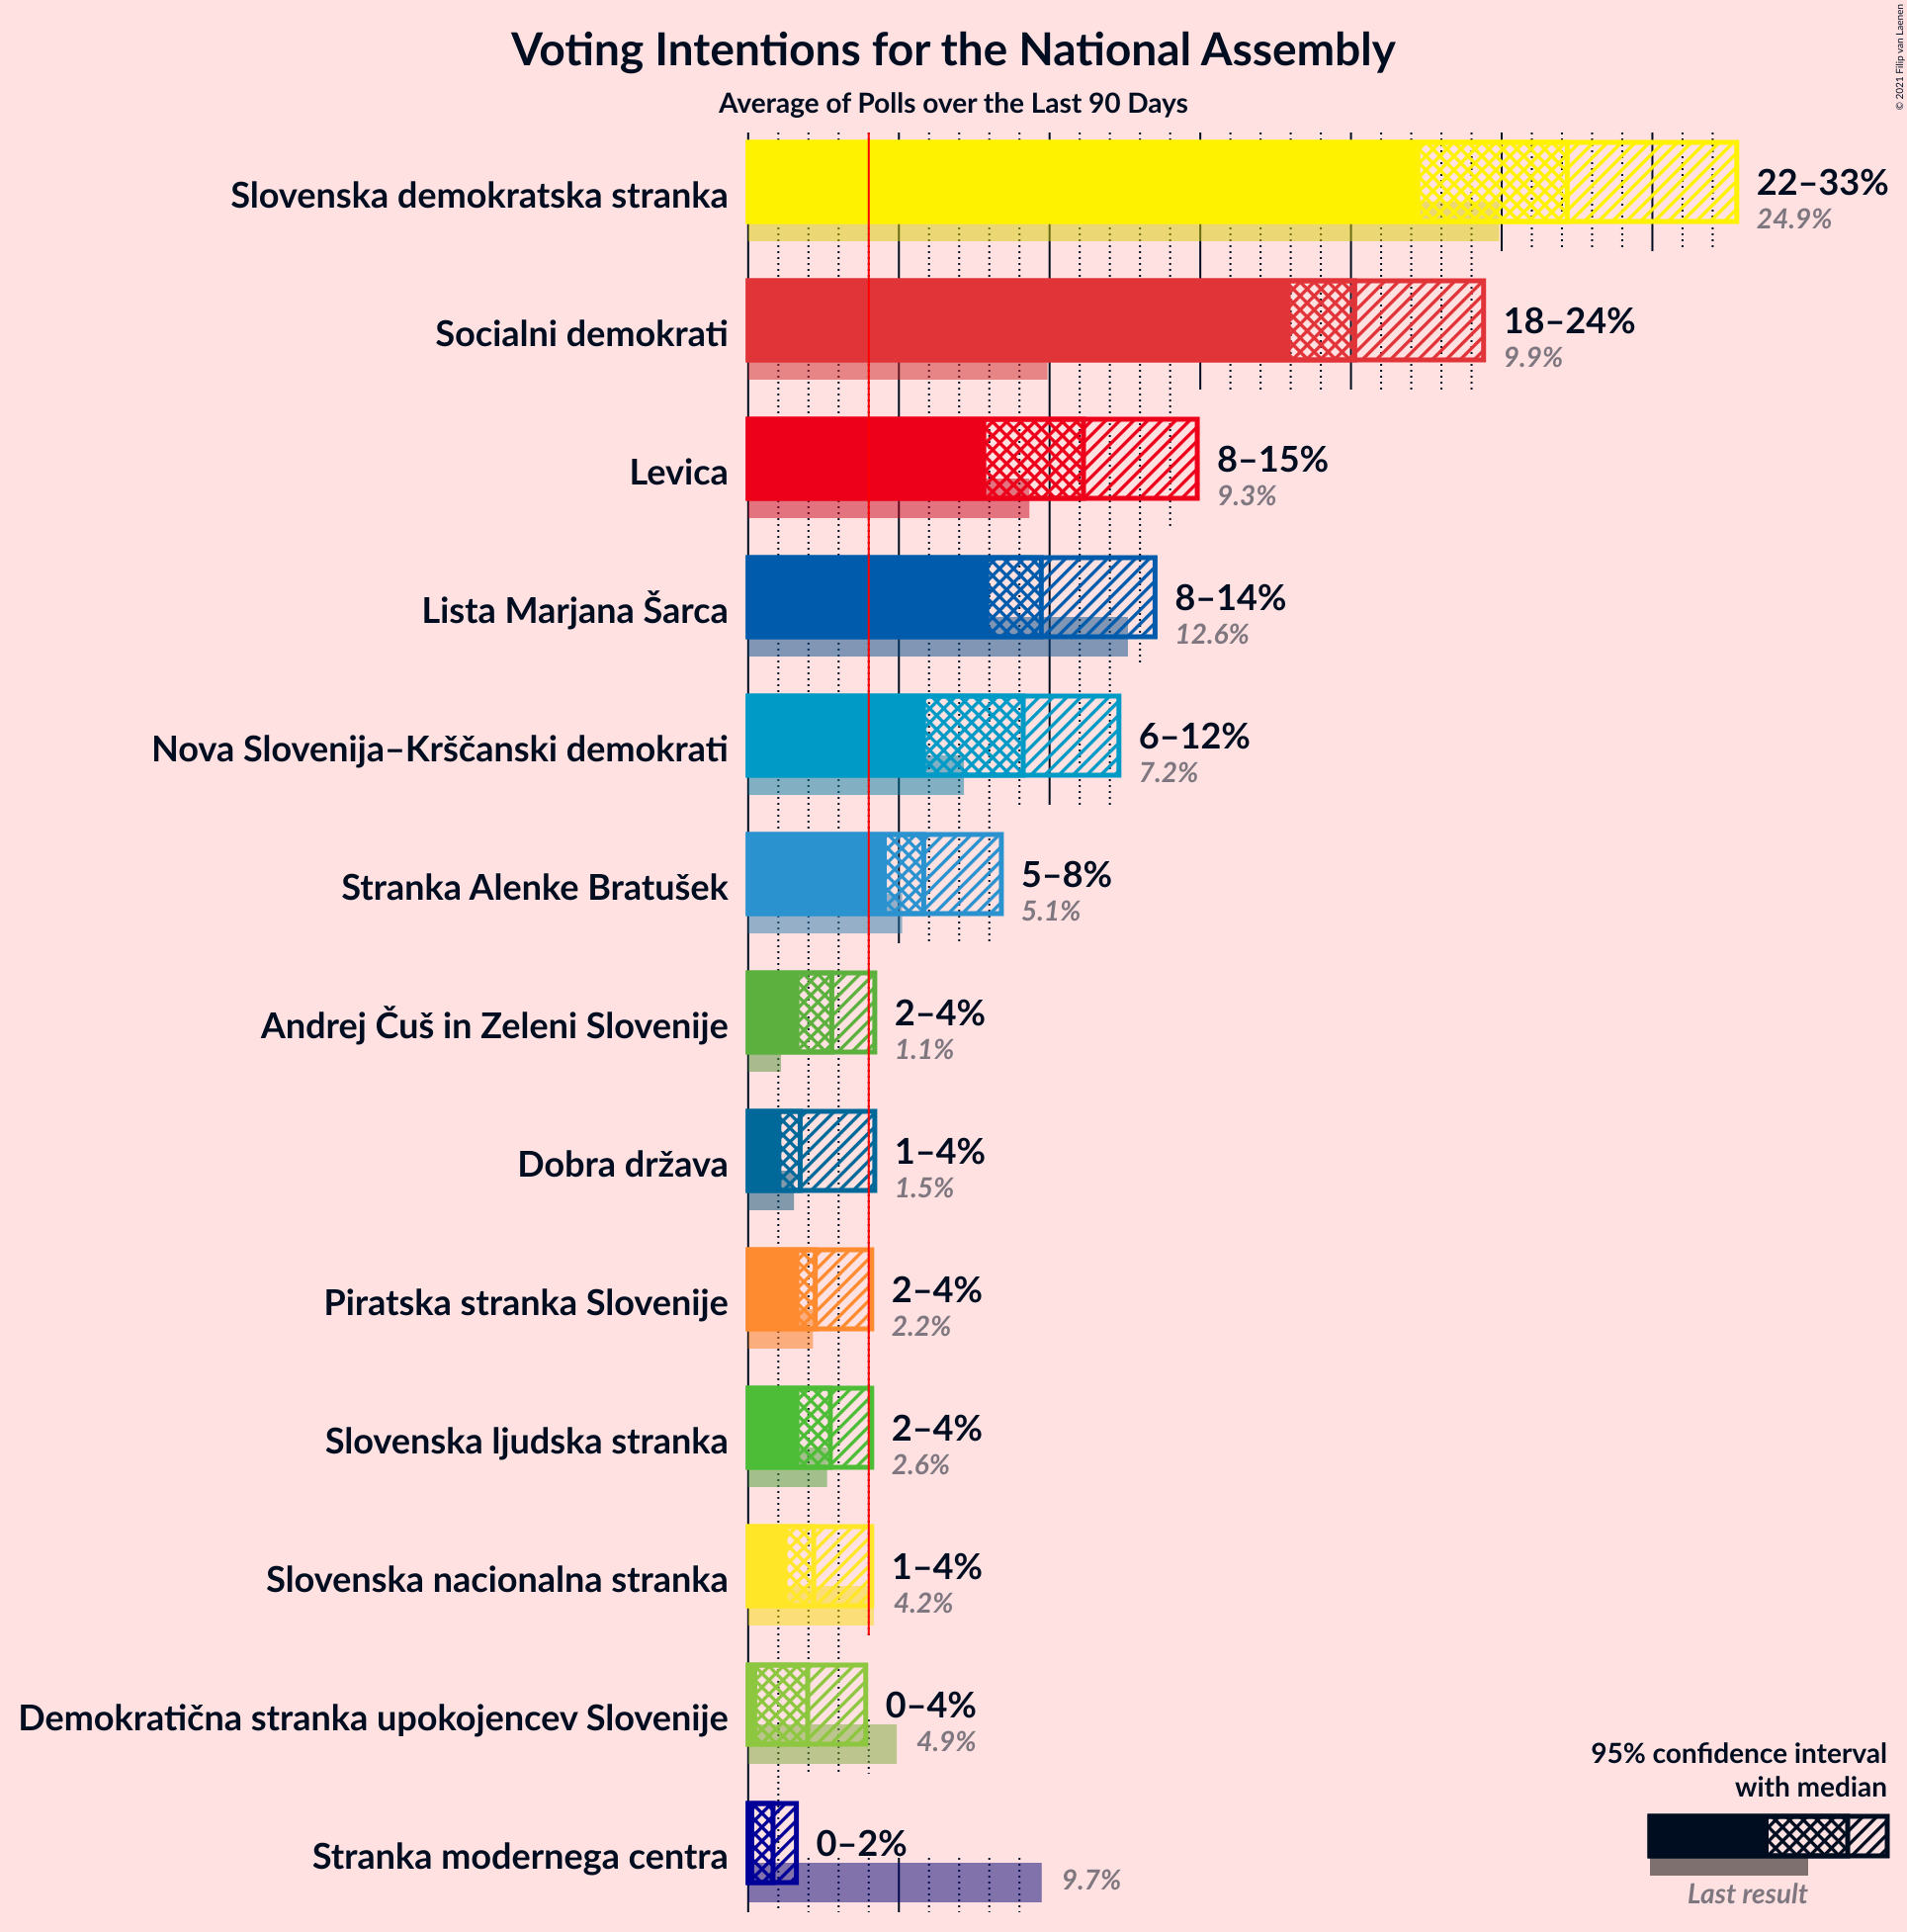 Voting Intentions for the National Assembly
Average of Polls over the Last 90 Days
© 2021 Filip van Laenen
Slovenska demokratska stranka
22–33%
24.9%
Socialni demokrati
18–24%
9.9%
Levica
8–15%
9.3%
Lista Marjana Šarca
8–14%
12.6%
Nova Slovenija–Krščanski demokrati
6–12%
7.2%
Stranka Alenke Bratušek
5–8%
5.1%
Andrej Čuš in Zeleni Slovenije
2–4%
1.1%
Dobra država
1–4%
1.5%
Piratska stranka Slovenije
2–4%
2.2%
Slovenska ljudska stranka
2–4%
2.6%
Slovenska nacionalna stranka
1–4%
4.2%
Demokratična stranka upokojencev Slovenije
0–4%
4.9%
Stranka modernega centra
0–2%
9.7%
95% confidence interval
with median
Last result